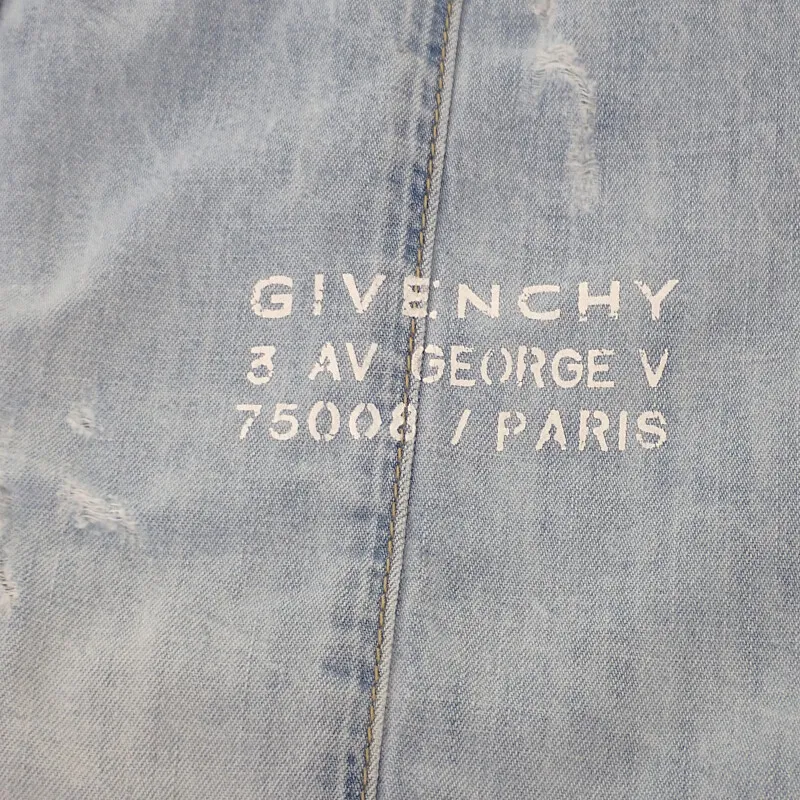 GIVENCHY
3 AV GEORGE V
75008 / PARIS